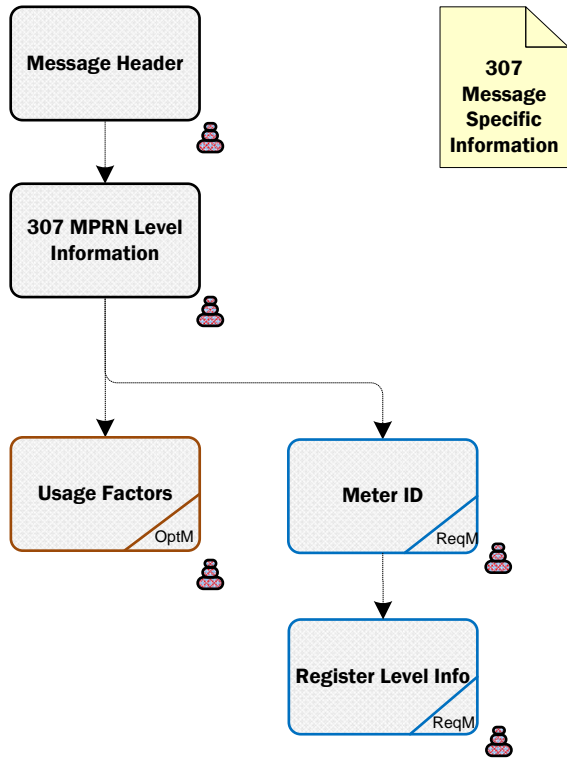 Message Header
307
Message
Specific
Information
307 MPRN Level
Information
Usage Factors
OptM
Meter ID
ReqM
Register Level Info
ReqM